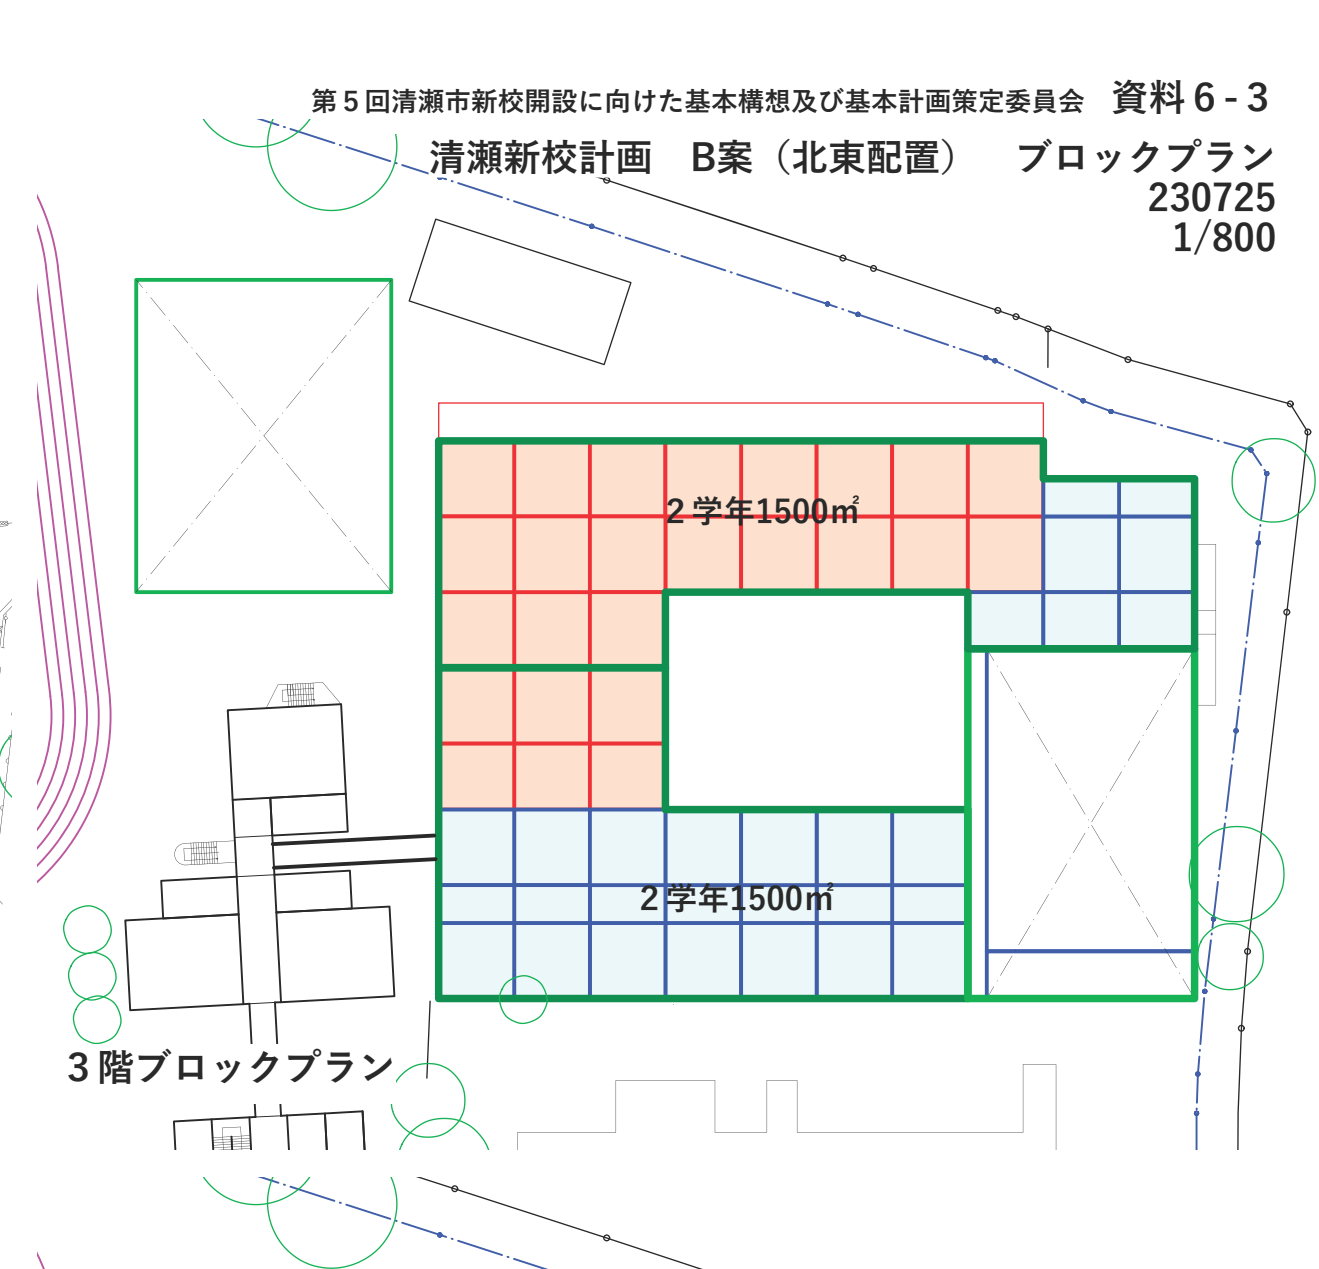 第5回清瀬市新校開設に向けた基本構想及び基本計画策定委員会 資料6-3
清瀬新校計画 B案（北東配置） ブロックプラン
230725
1/800
2学年1500㎡
2学年1500㎡
3階ブロックプラン